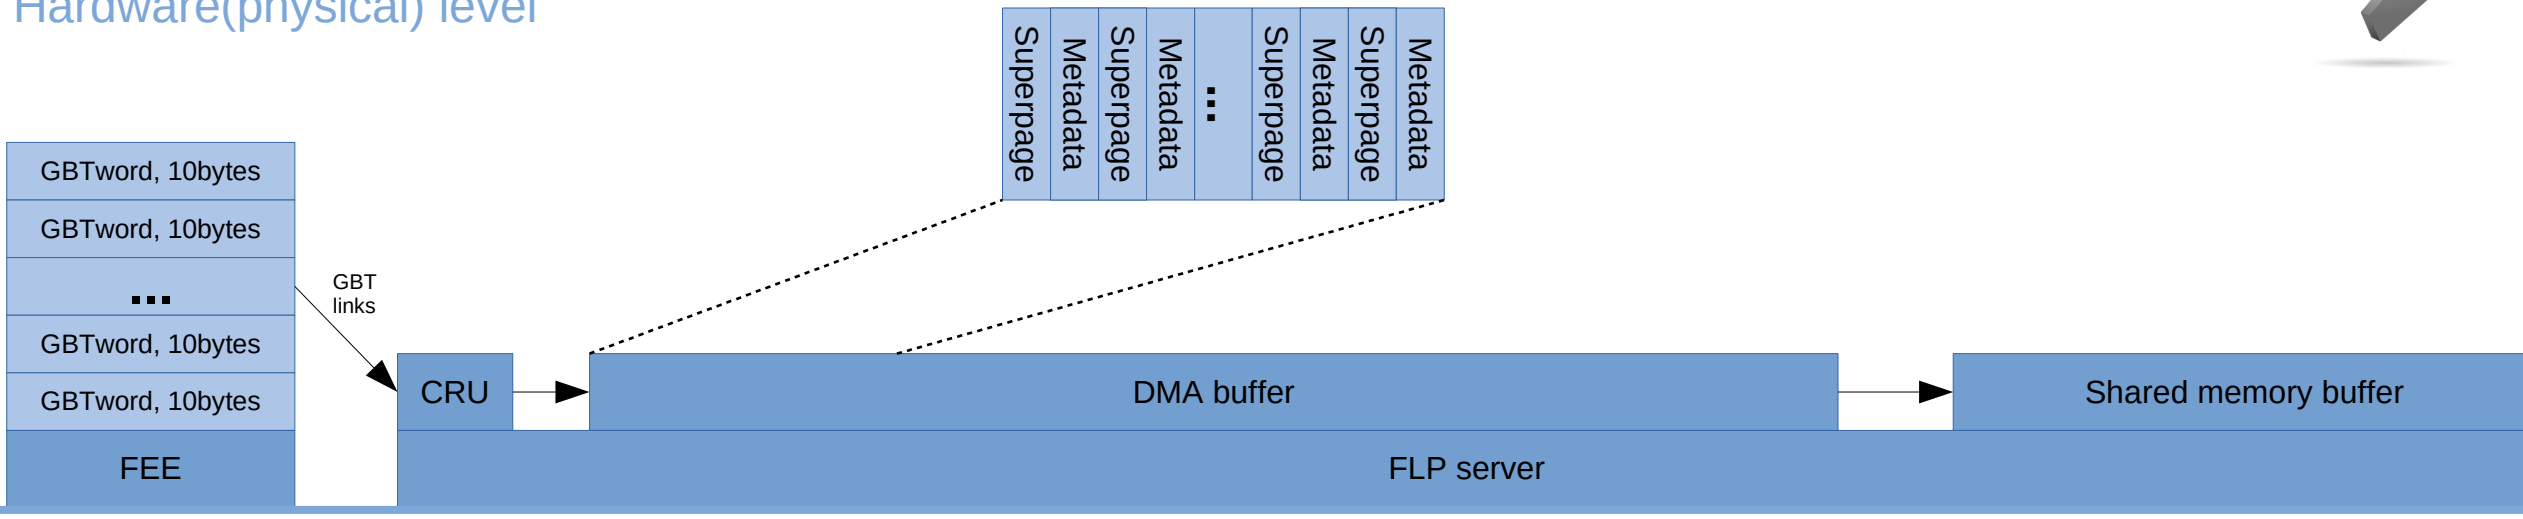 Hardware(physical) level
Superpage
Metadata
Superpage
Metadata
...
Superpage
Metadata
Superpage
Metadata
GBTword, 10bytes
GBTword, 10bytes
...
GBTword, 10bytes
GBTword, 10bytes
FEE
GBT
links
CRU
DMA buffer
Shared memory buffer
FLP server